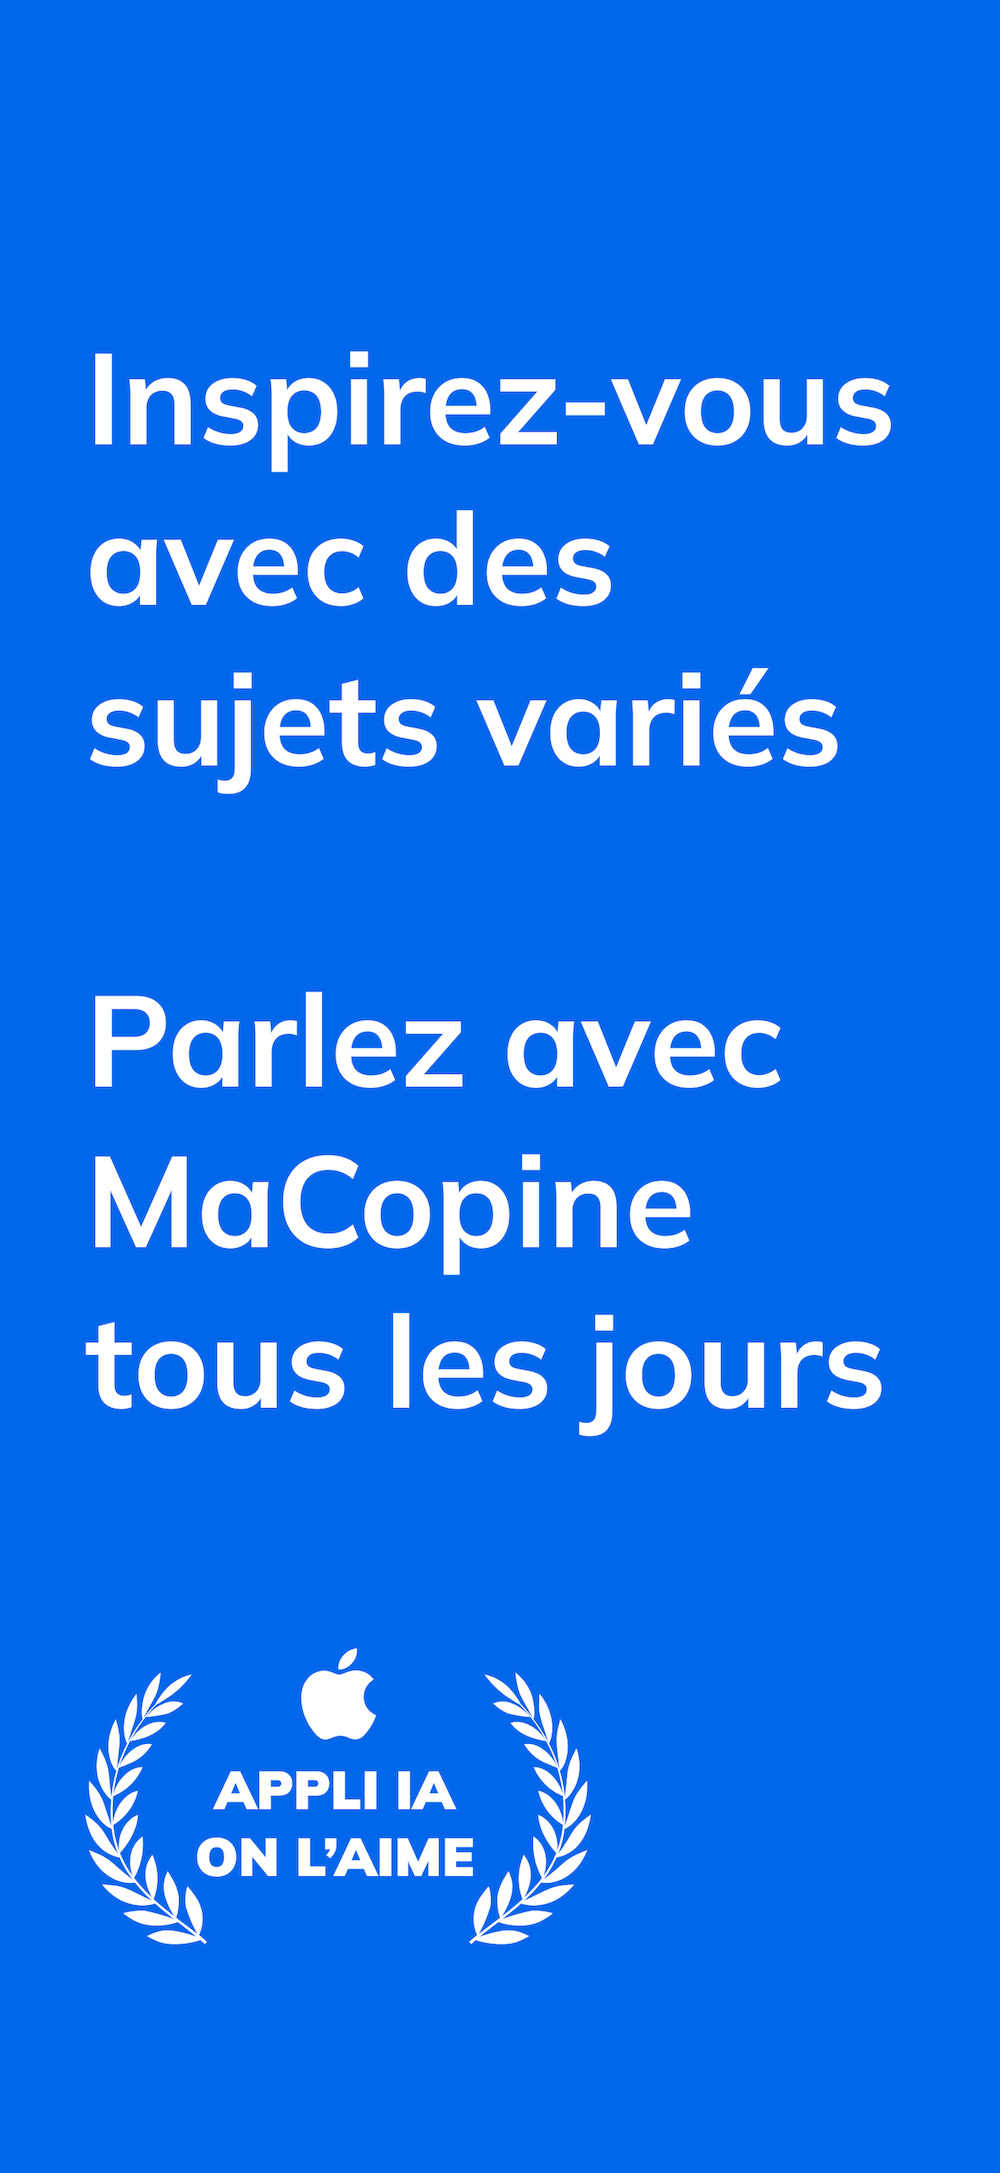 Inspirez-vous
avec des
sujets variés
Parlez avec
MaCopine
tous les jours
APPLI IA
ON L’AIME